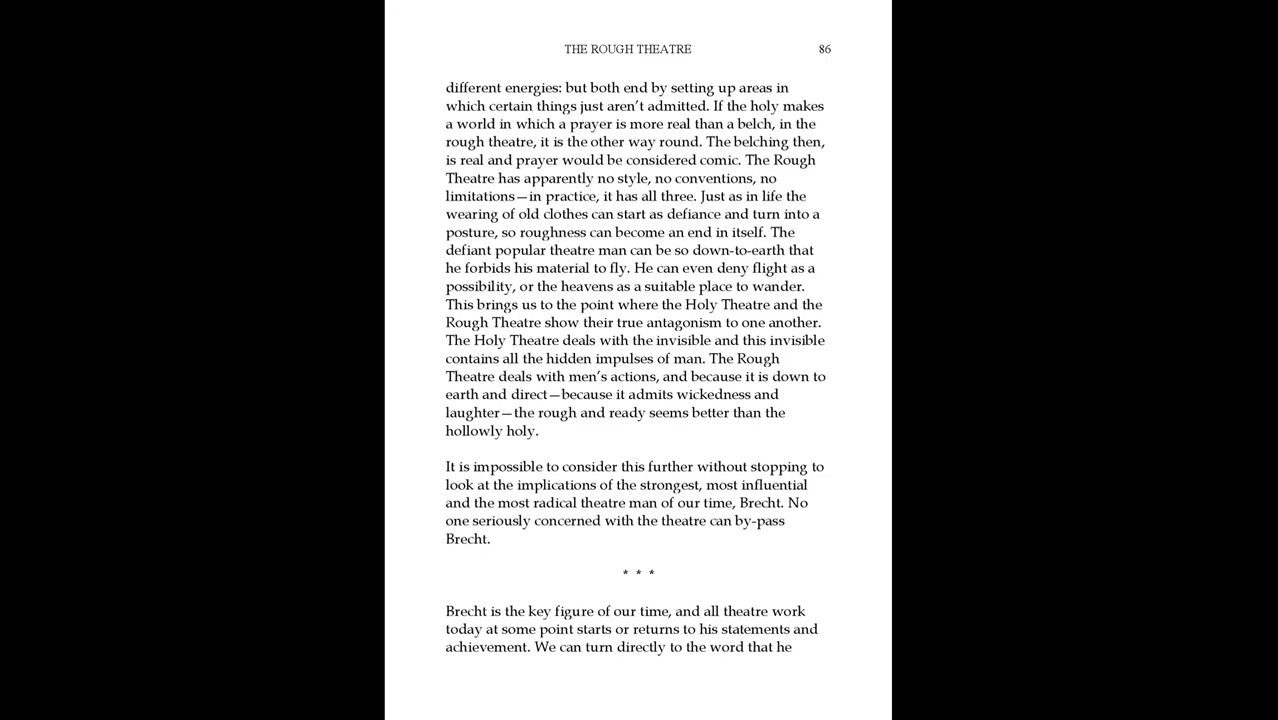 THE ROUGH THEATRE 86
different energies: but both end by setting up areas in
which certain things just aren’t admitted. If the holy makes
a world in which a prayer is more real than a belch, in the
rough theatre, it is the other way round. The belching then,
is real and prayer would be considered comic. The Rough
Theatre has apparently no style, no conventions, no
limitations—in practice, it has all three. Just as in life the
wearing of old clothes can start as defiance and turn into a
posture, so roughness can become an end in itself. The
defiant popular theatre man can be so down-to-earth that
he forbids his material to fly. He can even deny flight as a
possibility, or the heavens as a suitable place to wander.
This brings us to the point where the Holy Theatre and the
Rough Theatre show their true antagonism to one another.
The Holy Theatre deals with the invisible and this invisible
contains all the hidden impulses of man. The Rough
Theatre deals with men’s actions, and because it is down to
earth and direct—because it admits wickedness and
laughter—the rough and ready seems better than the
hollowly holy.
It is impossible to consider this further without stopping to
look at the implications of the strongest, most influential
and the most radical theatre man of our time, Brecht. No
one seriously concerned with the theatre can by-pass
Brecht.
* * *
Brecht is the key figure of our time, and all theatre work
today at some point starts or returns to his statements and
achievement. We can turn directly to the word that he